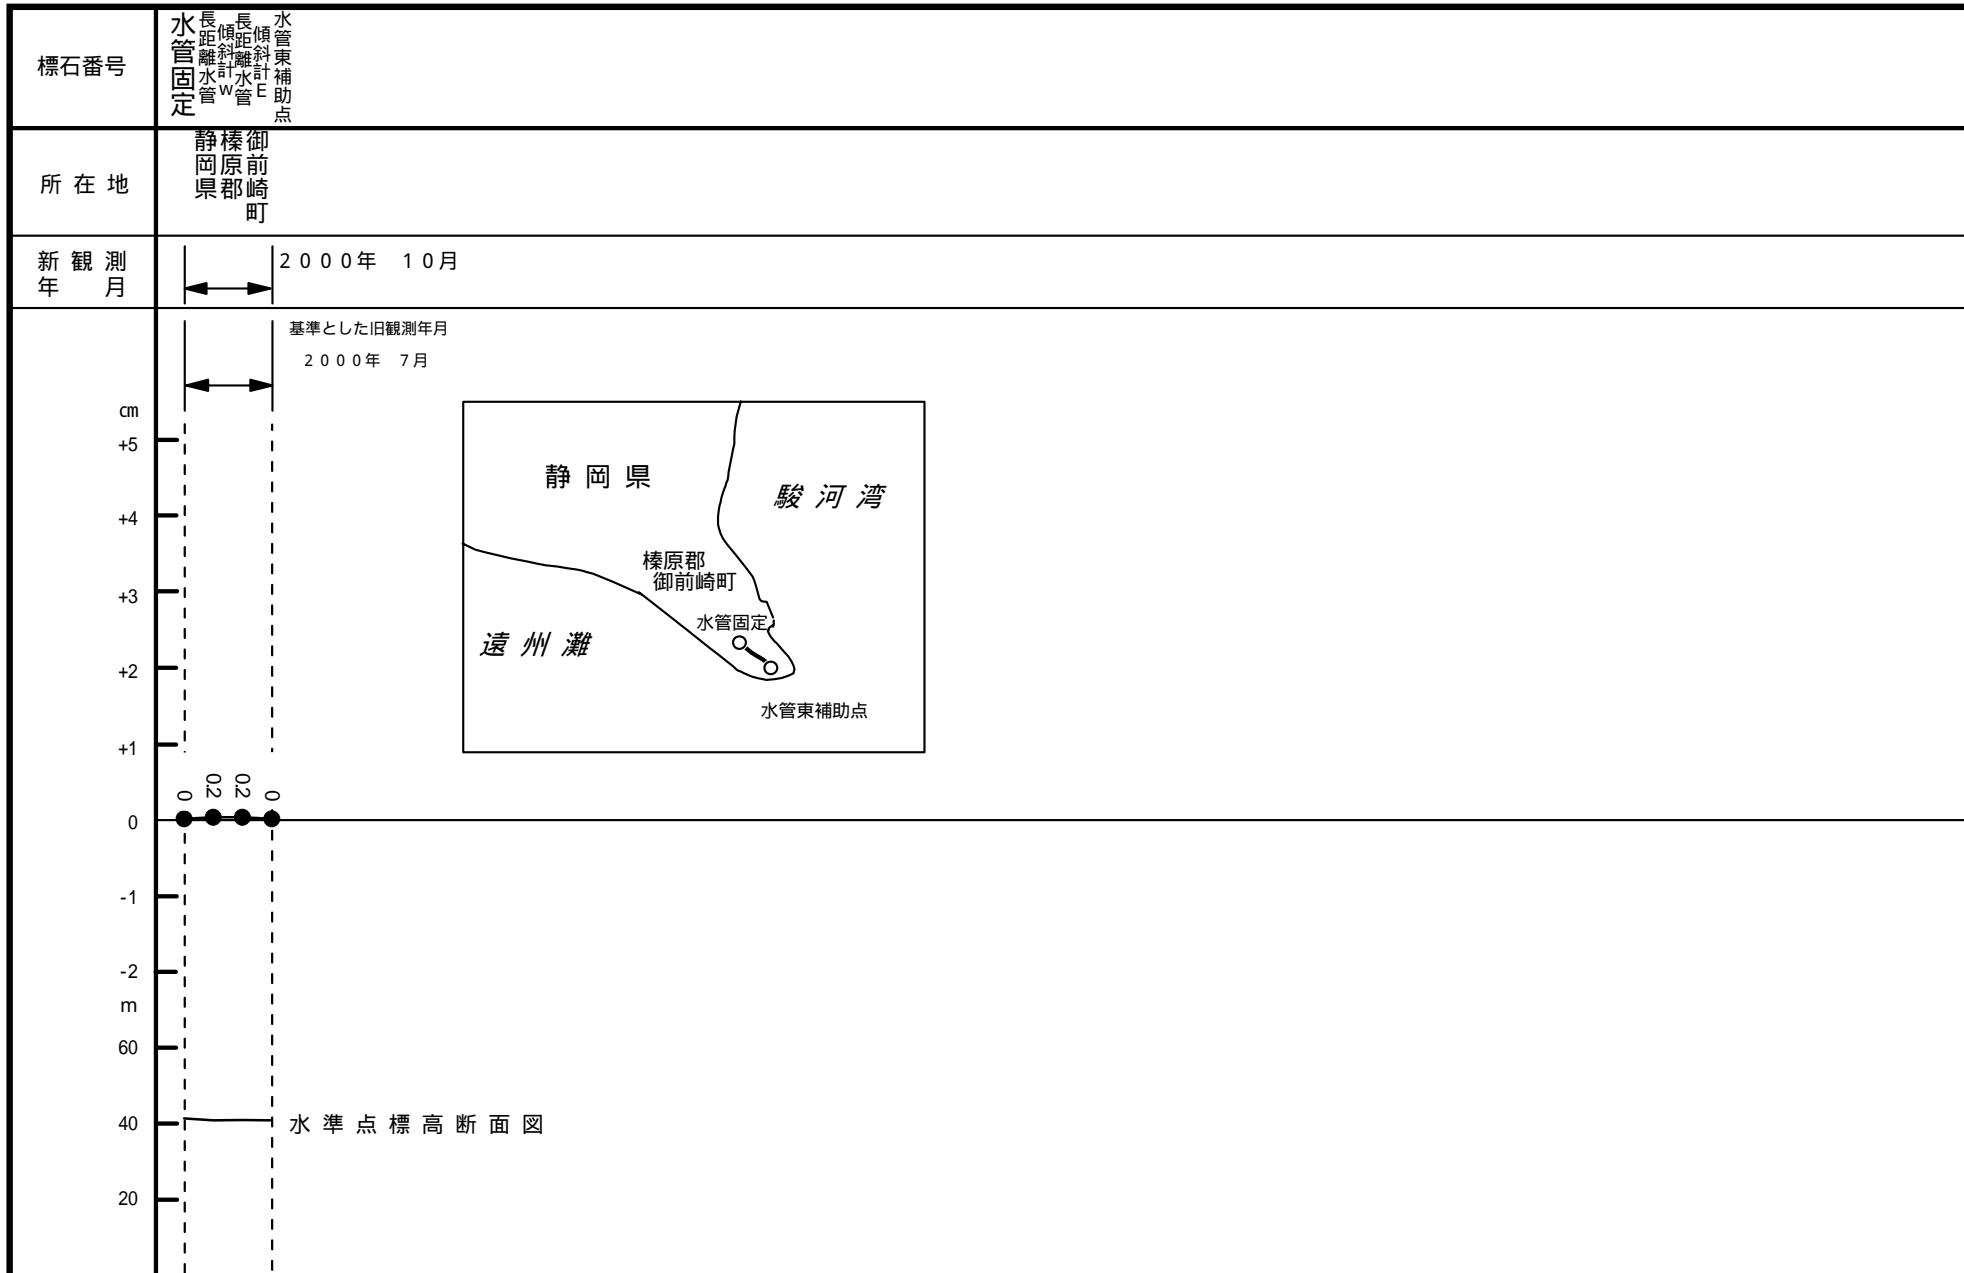 標石番号
水管固定
長距離水管
傾斜計W
長距離水管
傾斜計E
水管東補助点
所在地
静岡県
榛原郡
御前崎町
新観測
年月
2000年 10月
基準とした旧観測年月
2000年 7月
cm
+5
+4
+3
+2
+1
0
-1
-2
m
60
40
20
静岡県
駿河湾
榛原郡
御前崎町
水管固定
遠州灘
水管東補助点
0
0.2
0.2
0
水準点標高断面図